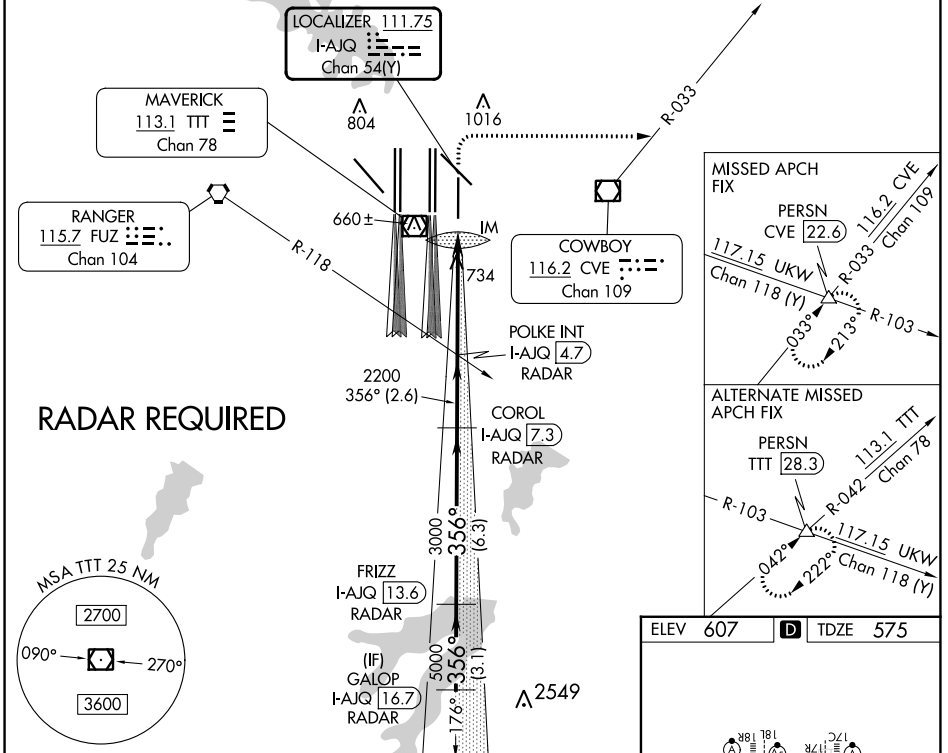 LOCALIZER 111.75
I-AJQ
Chan 54(Y)
MAVERICK
113.1 TTT
Chan 78
804
1016
R-033
RANGER
115.7 FUZ
Chan 104
660±
IM
R-118
734
COWBOY
116.2 CVE
Chan 109
MISSED APCH
FIX
PERSN
CVE 22.6
116.2 CVE
Chan 109
R-033
117.15 UKW
Chan 118 (Y)
R-103
033°
213°
POLKE INT
I-AJQ 4.7
RADAR
2200
356° (2.6)
RADAR REQUIRED
COROL
I-AJQ 7.3
RADAR
ALTERNATE MISSED
APCH FIX
PERSN
TTT 28.3
113.1 TTT
Chan 78
R-042
R-103
117.15 UKW
Chan 118 (Y)
042°
222°
3000
356°
(6.3)
MSA TTT 25 NM
2700
090°
270°
3600
FRIZZ
I-AJQ 13.6
RADAR
5000
356°
(3.1)
(IF)
GALOP
I-AJQ 16.7
RADAR
176°
2549
ELEV 607 D TDZE 575
18R
18L
17R
17C
A
A
A